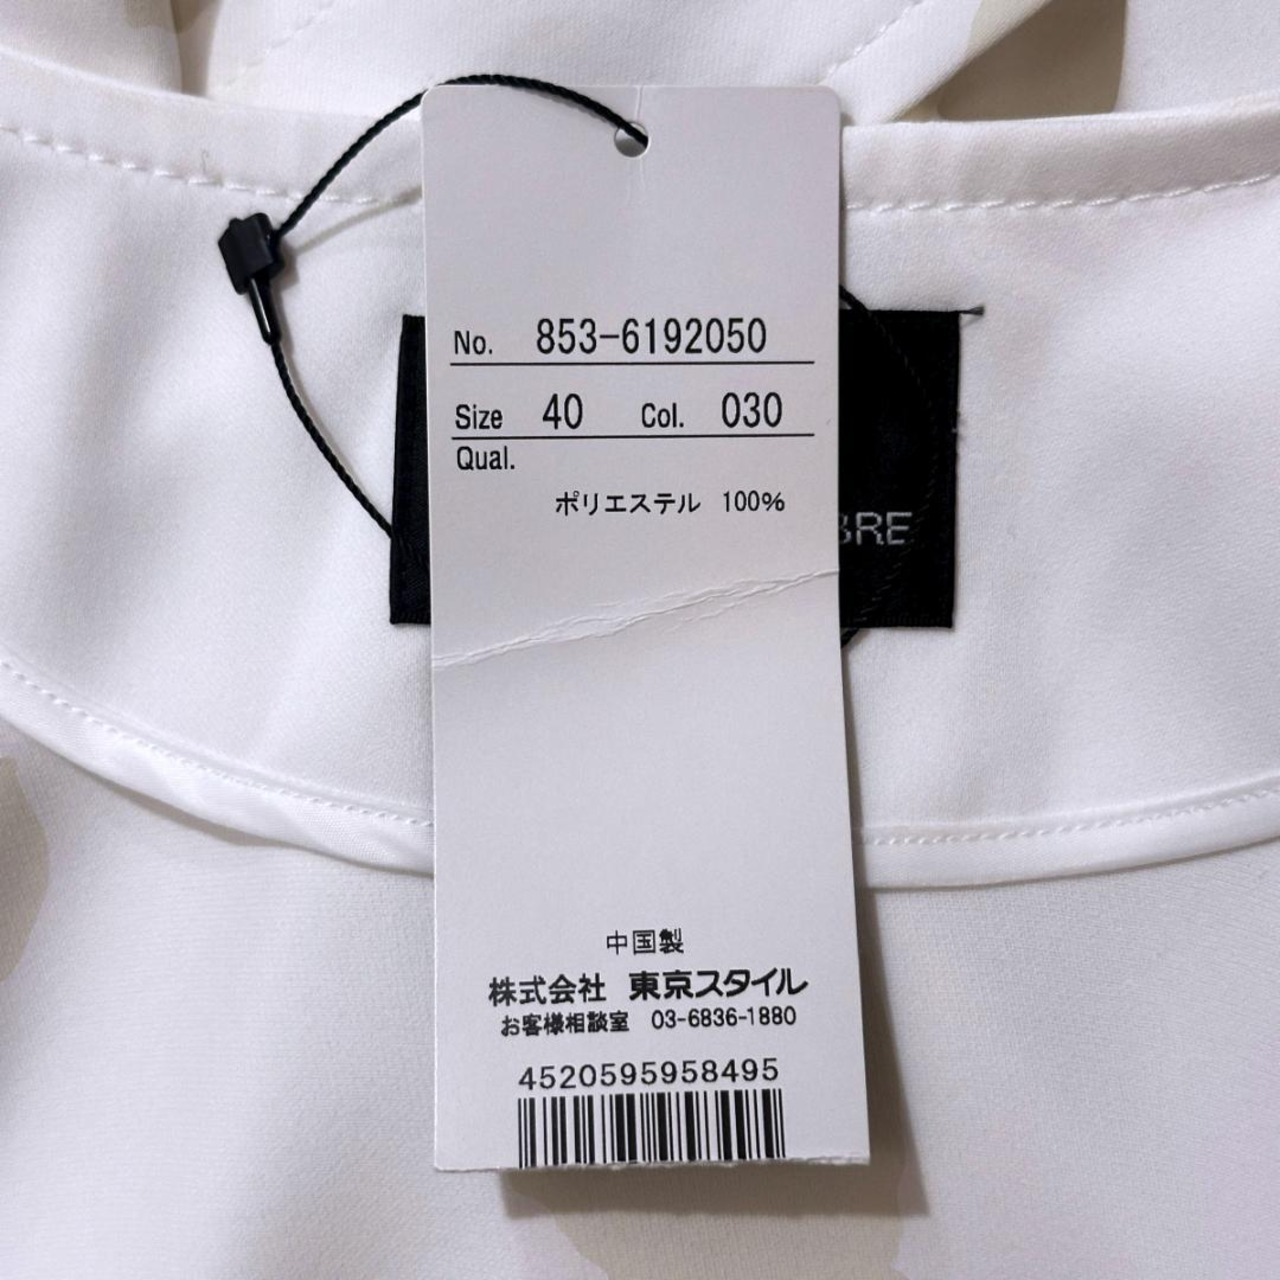 No. 853-6192050
Size 40 Col. 030
Qual.
ポリエステル 100%
BRE
中国製
株式会社 東京スタイル
お客様相談室 03-6836-1880
4520595958495